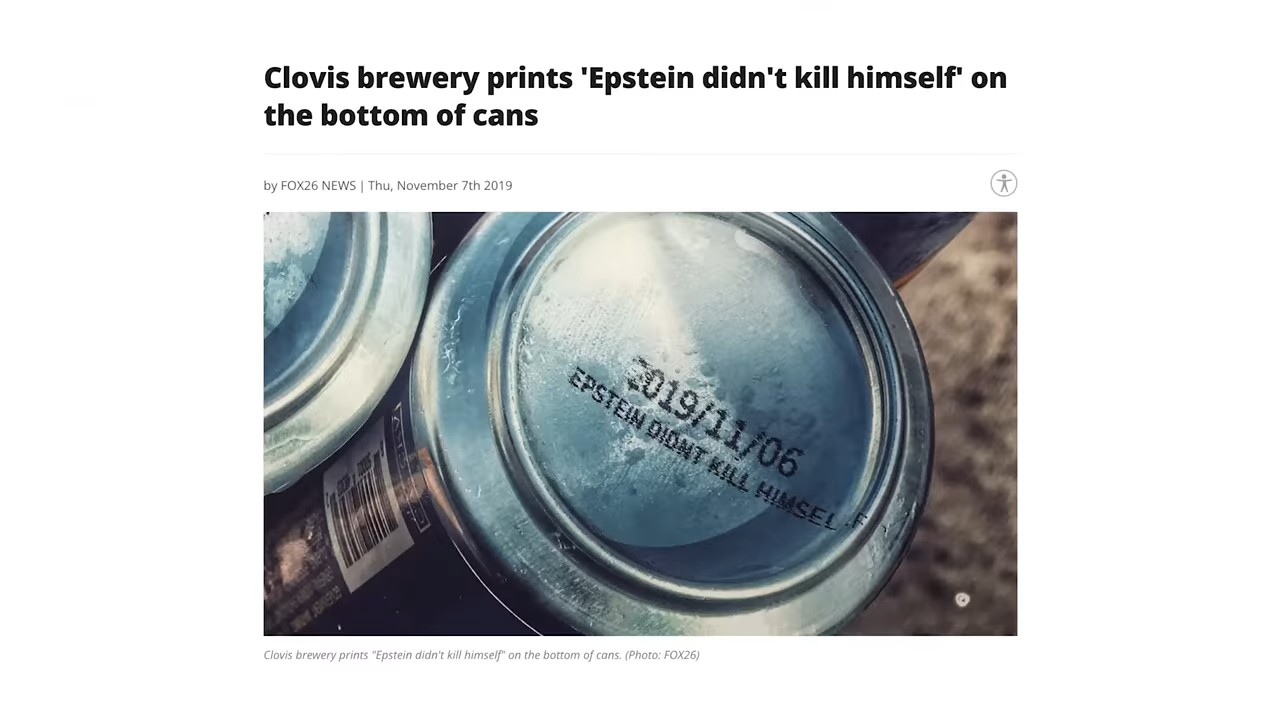 Clovis brewery prints 'Epstein didn't kill himself' on
the bottom of cans
by FOX26 NEWS | Thu, November 7th 2019
2019/11/06
EPSTEIN DIDNT KILL HIMSELF
Clovis brewery prints "Epstein didn't kill himself" on the bottom of cans. (Photo: FOX26)